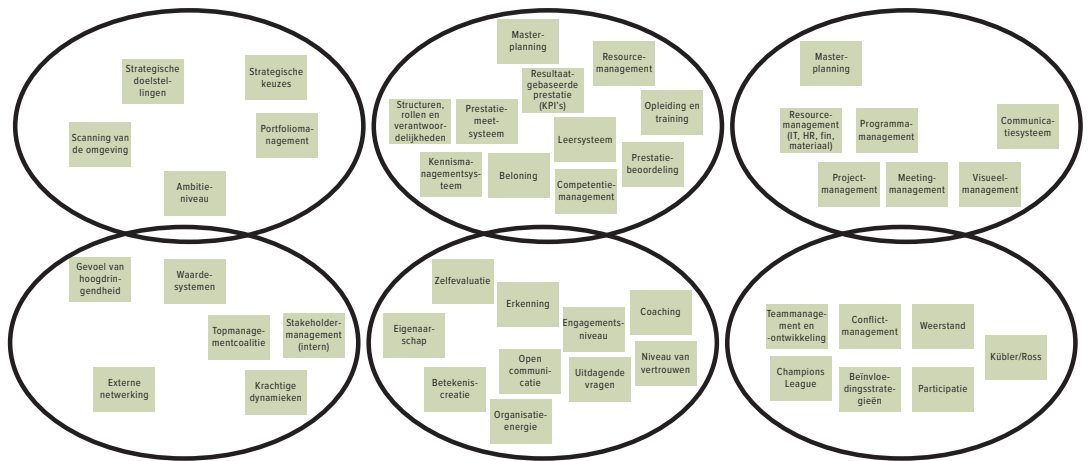 Strategische
doelstel-
lingen
Strategische
keuzes
Scanning van
de omgeving
Portfolioma-
nagement
Ambitie-
niveau
Master-
planning
Resource-
management
Resultaat-
gebaseerde
prestatie
(KPI's)
Structuren,
rollen en
verantwoor-
delijkheden
Prestatie-
meet-
systeem
Opleiding en
training
Leersysteem
Kennisma-
nagementsys-
teem
Beloning
Competentie-
management
Prestatie-
beoordeling
Master-
planning
Resource-
management
(IT, HR, fin,
materiaal)
Programma-
management
Communica-
tiesysteem
Project-
management
Meeting-
management
Visueel-
management
Gevoel van
hoogdrin-
gendheid
Waarde-
systemen
Topmanage-
mentcoalitie
Stakeholder-
management
(intern)
Externe
netwerking
Krachtige
dynamieken
Zelfevaluatie
Erkenning
Coaching
Eigenaar-
schap
Engagements-
niveau
Open
communi-
catie
Niveau van
vertrouwen
Betekenis-
creatie
Uitdagende
vragen
Organisatie-
energie
Teammanage-
ment en
-ontwikkeling
Conflict-
management
Weerstand
Kübler/Ross
Champions
League
Beïnvloe-
dingsstrate-
gieën
Participatie